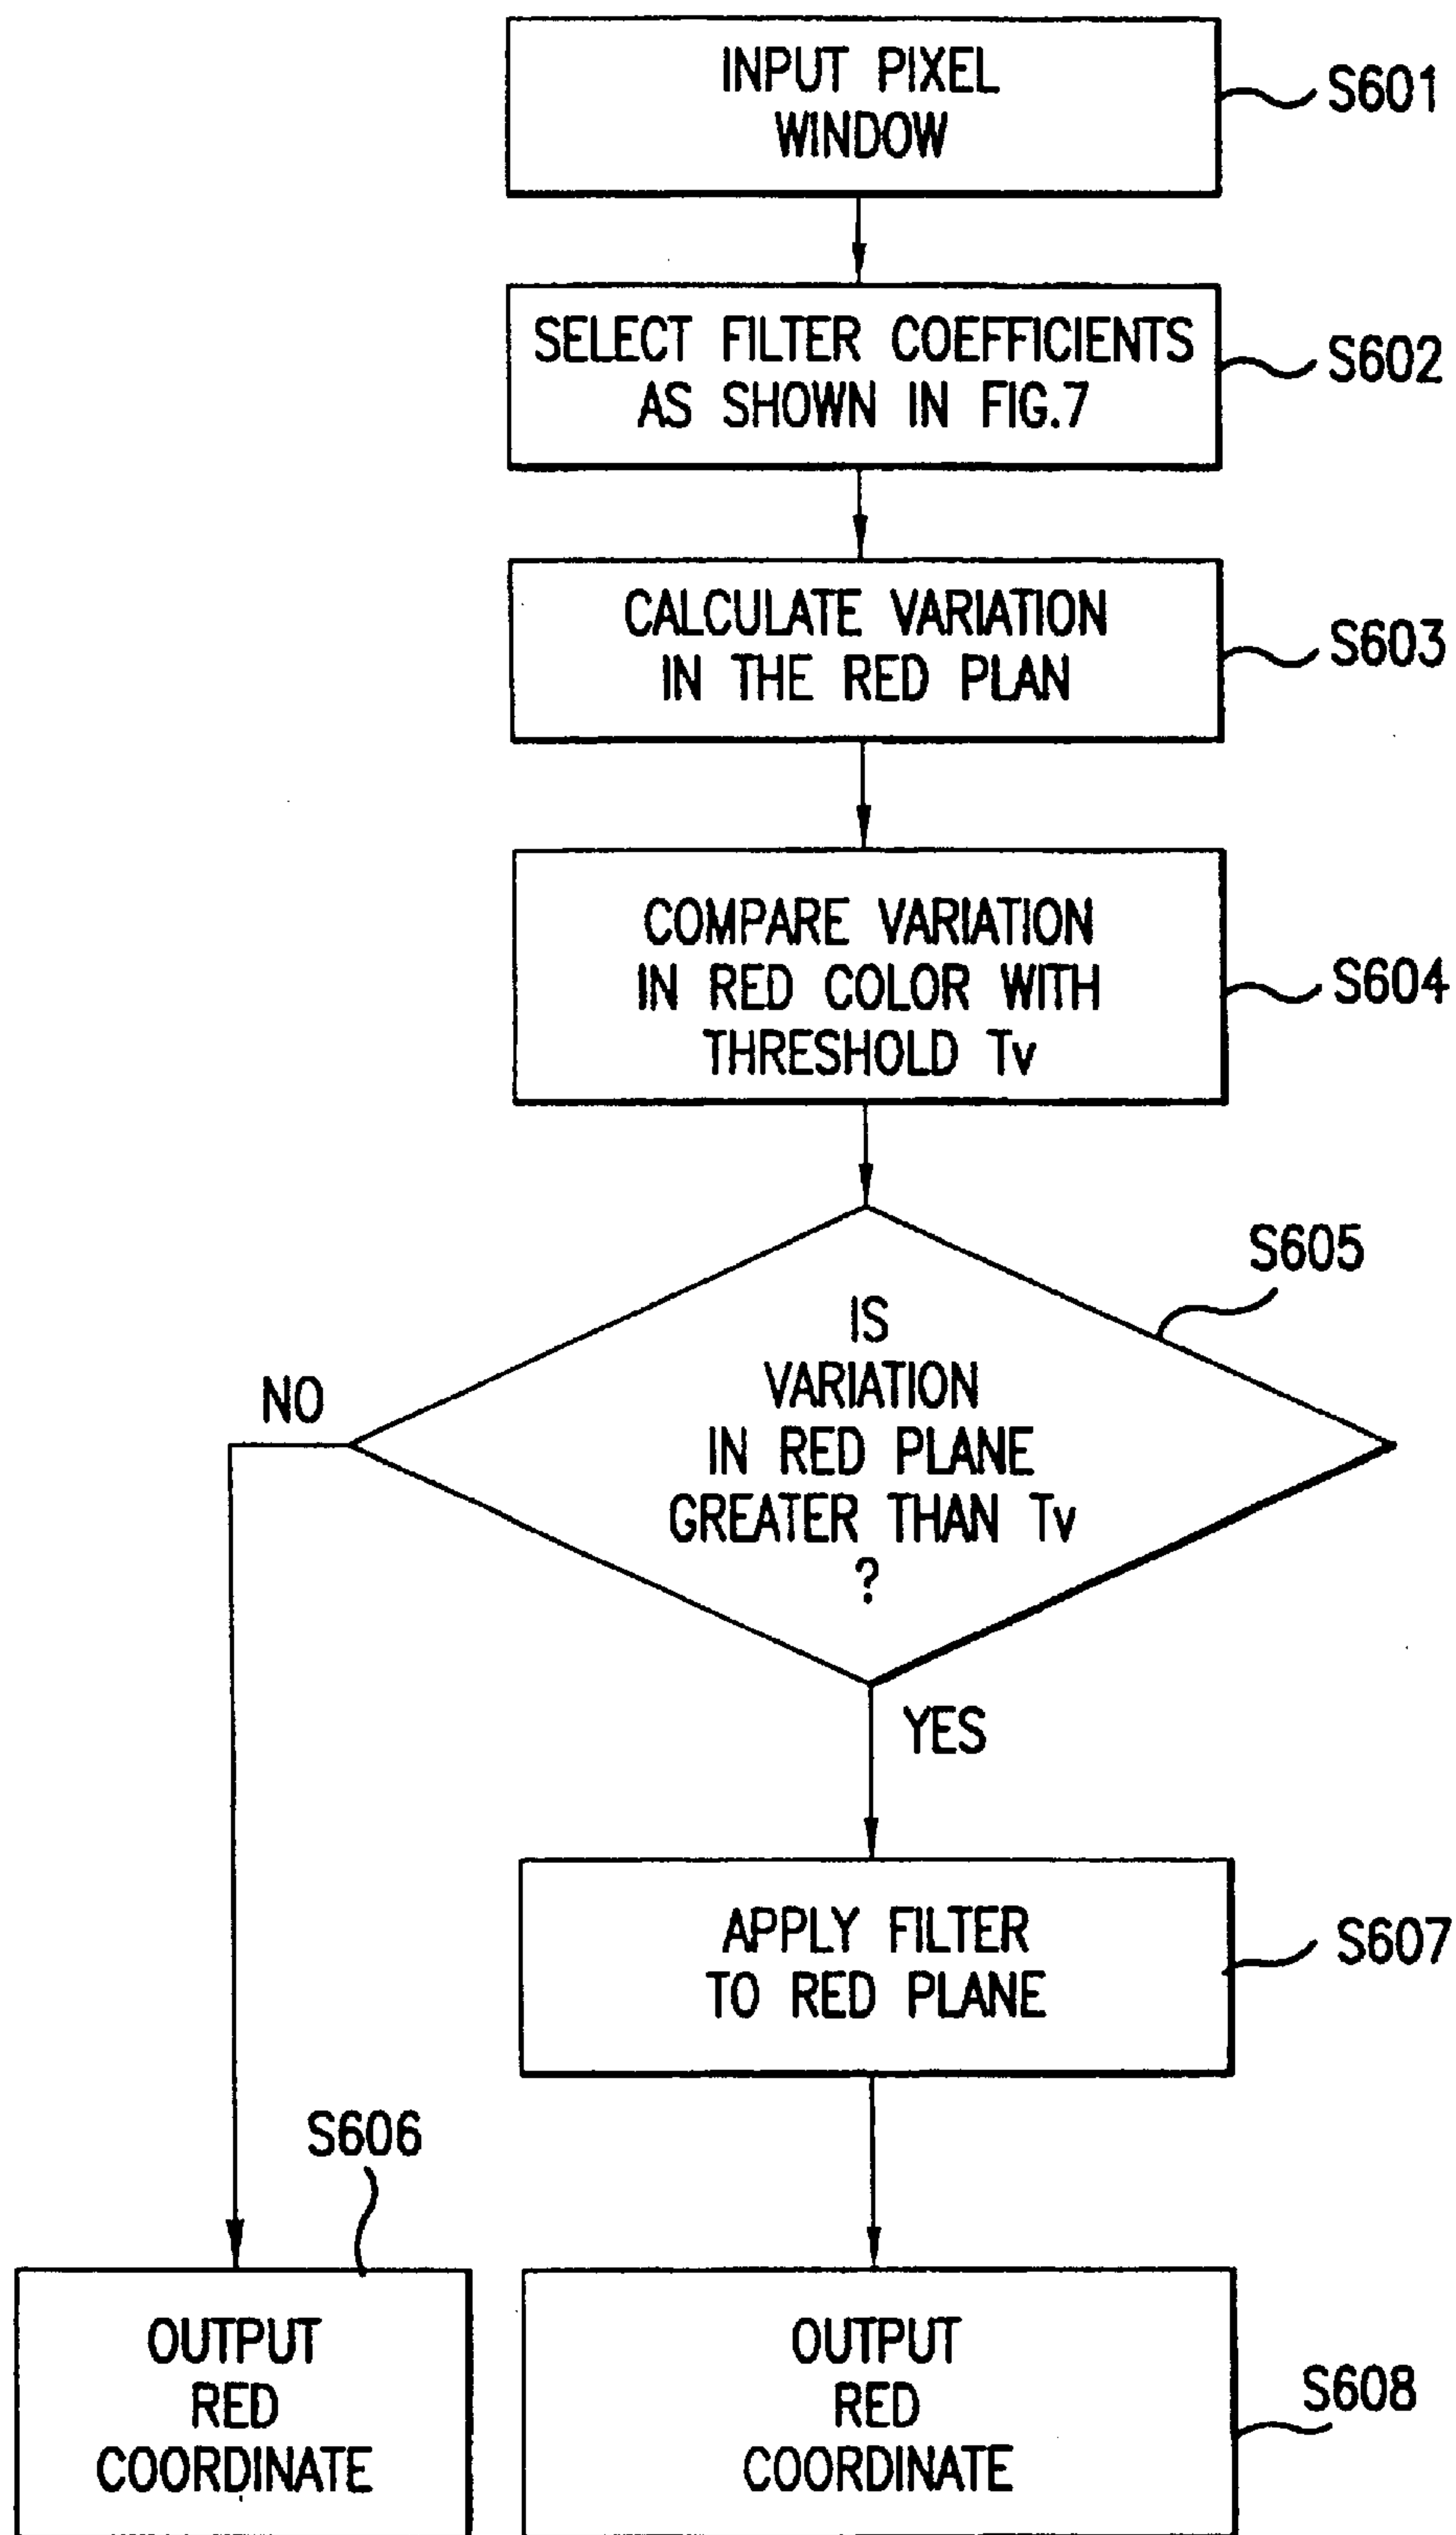 INPUT PIXEL
WINDOW
S601
SELECT FILTER COEFFICIENTS
AS SHOWN IN FIG.7
S602
CALCULATE VARIATION
IN THE RED PLAN
S603
COMPARE VARIATION
IN RED COLOR WITH
THRESHOLD Tv
S604
S605
IS
VARIATION
IN RED PLANE
GREATER THAN Tv
?
NO
YES
APPLY FILTER
TO RED PLANE
S607
S606
OUTPUT
RED
COORDINATE
OUTPUT
RED
COORDINATE
S608